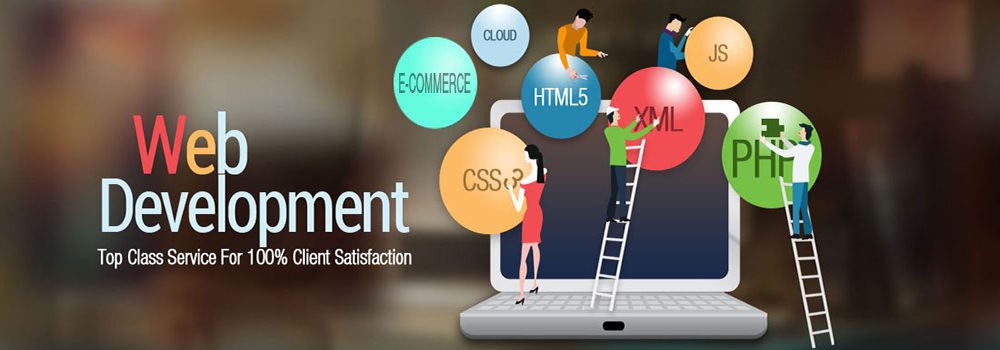 Web
Development
Top Class Service For 100% Client Satisfaction
CLOUD
E-COMMERCE
HTML5
JS
XML
CSS3
PHP